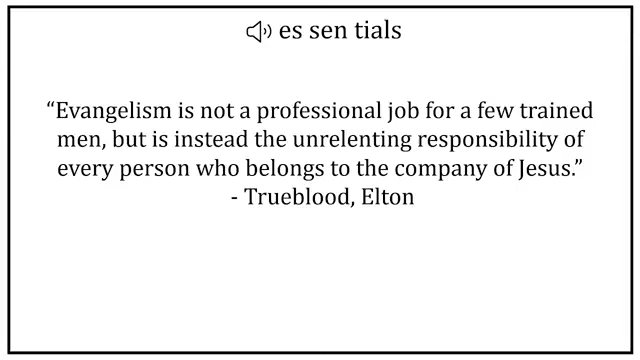 es sen tials
“Evangelism is not a professional job for a few trained
men, but is instead the unrelenting responsibility of
every person who belongs to the company of Jesus.”
- Trueblood, Elton